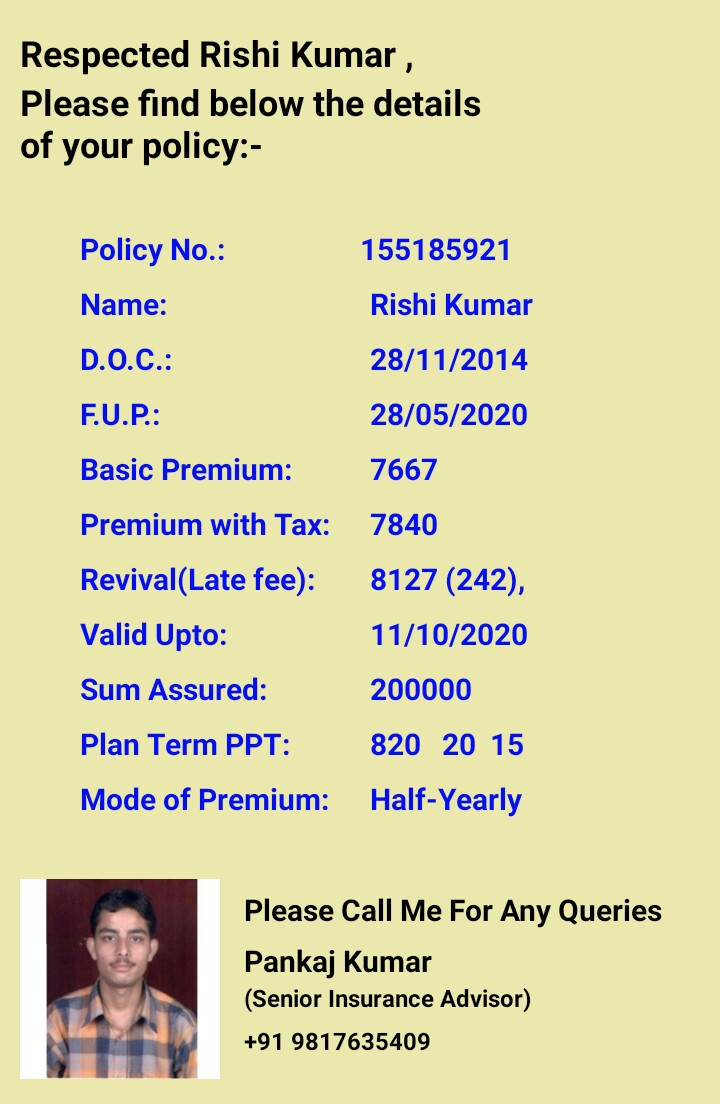 Respected Rishi Kumar ,
Please find below the details
of your policy:-
Policy No.: 155185921
Name: Rishi Kumar
D.O.C.: 28/11/2014
F.U.P.: 28/05/2020
Basic Premium: 7667
Premium with Tax: 7840
Revival(Late fee): 8127 (242),
Valid Upto: 11/10/2020
Sum Assured: 200000
Plan Term PPT: 820 20 15
Mode of Premium: Half-Yearly
Please Call Me For Any Queries
Pankaj Kumar
(Senior Insurance Advisor)
+91 9817635409